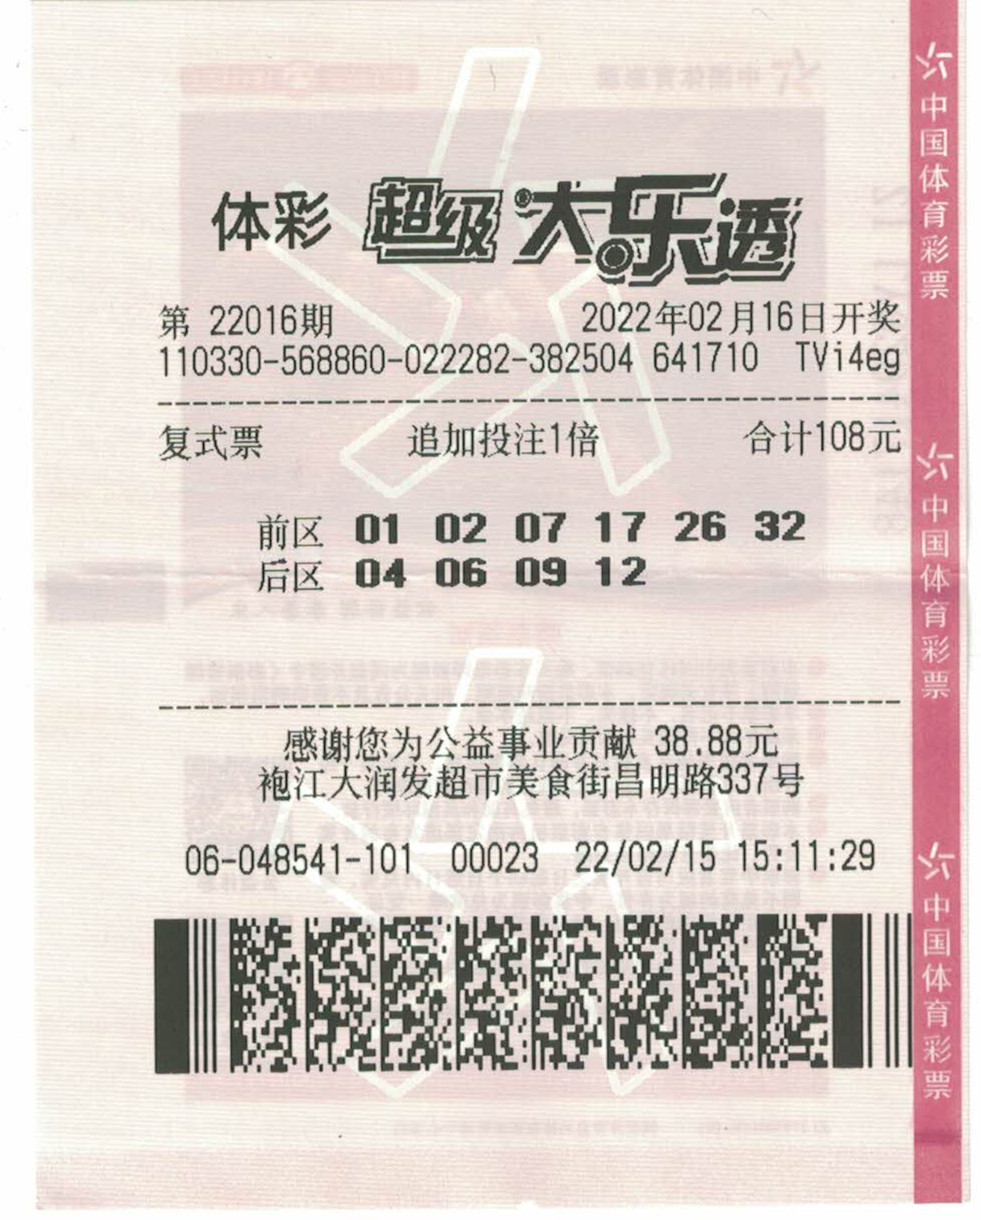 体彩 超级大乐透
第 22016期 2022年02月16日开奖
110330-568860-022282-382504 641710 TVi4eg
复式票 追加投注1倍 合计108元
前区 01 02 07 17 26 32
后区 04 06 09 12
感谢您为公益事业贡献 38.88元
袍江大润发超市美食街昌明路337号
06-048541-101 00023 22/02/15 15:11:29
中国体育彩票
中国体育彩票
中国体育彩票